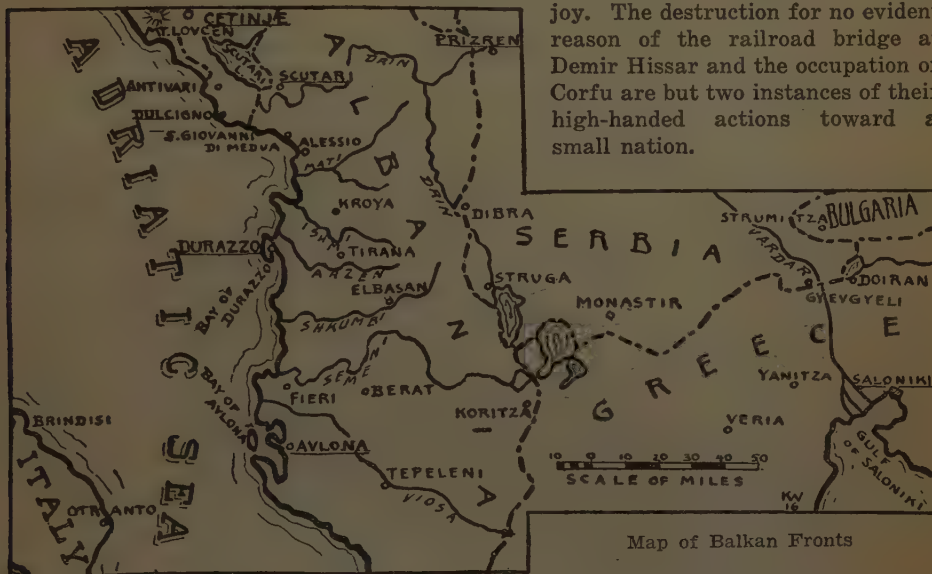 joy. The destruction for no evident
reason of the railroad bridge at
Demir Hissar and the occupation of
Corfu are but two instances of their
high-handed actions toward a
small nation.
CETINJE
MT. LOVCEN
SCUTARI
DRIN
PRIZREN
SCUTARI
ANTIVARI
DULCIGNO
S. GIOVANNI
DI MEDUA
ALESSIO
MATI
DRIN
KROYA
DIBRA
STRUMITZA
BULGARIA
VARDAR
SERBIA
ISHMI
TIRANA
DURAZZO
ARZEN
STRUGA
DOIRAN
GYEVGYELI
ELBASAN
MONASTIR
BAY OF
DURAZZO
SHKUMBI
ADRIATIC SEA
ALBANIA
GREECE
SEMENI
FIERI
BERAT
YANITZA
SALONIKI
BAY OF
AVLONA
KORITZA
BRINDISI
VERIA
AVLONA
GULF
OF SALONIKI
10 0 10 20 30 40 50
SCALE OF MILES
TEPELENI
VIOSA
ITALY
OTRANTO
KW
16
Map of Balkan Fronts